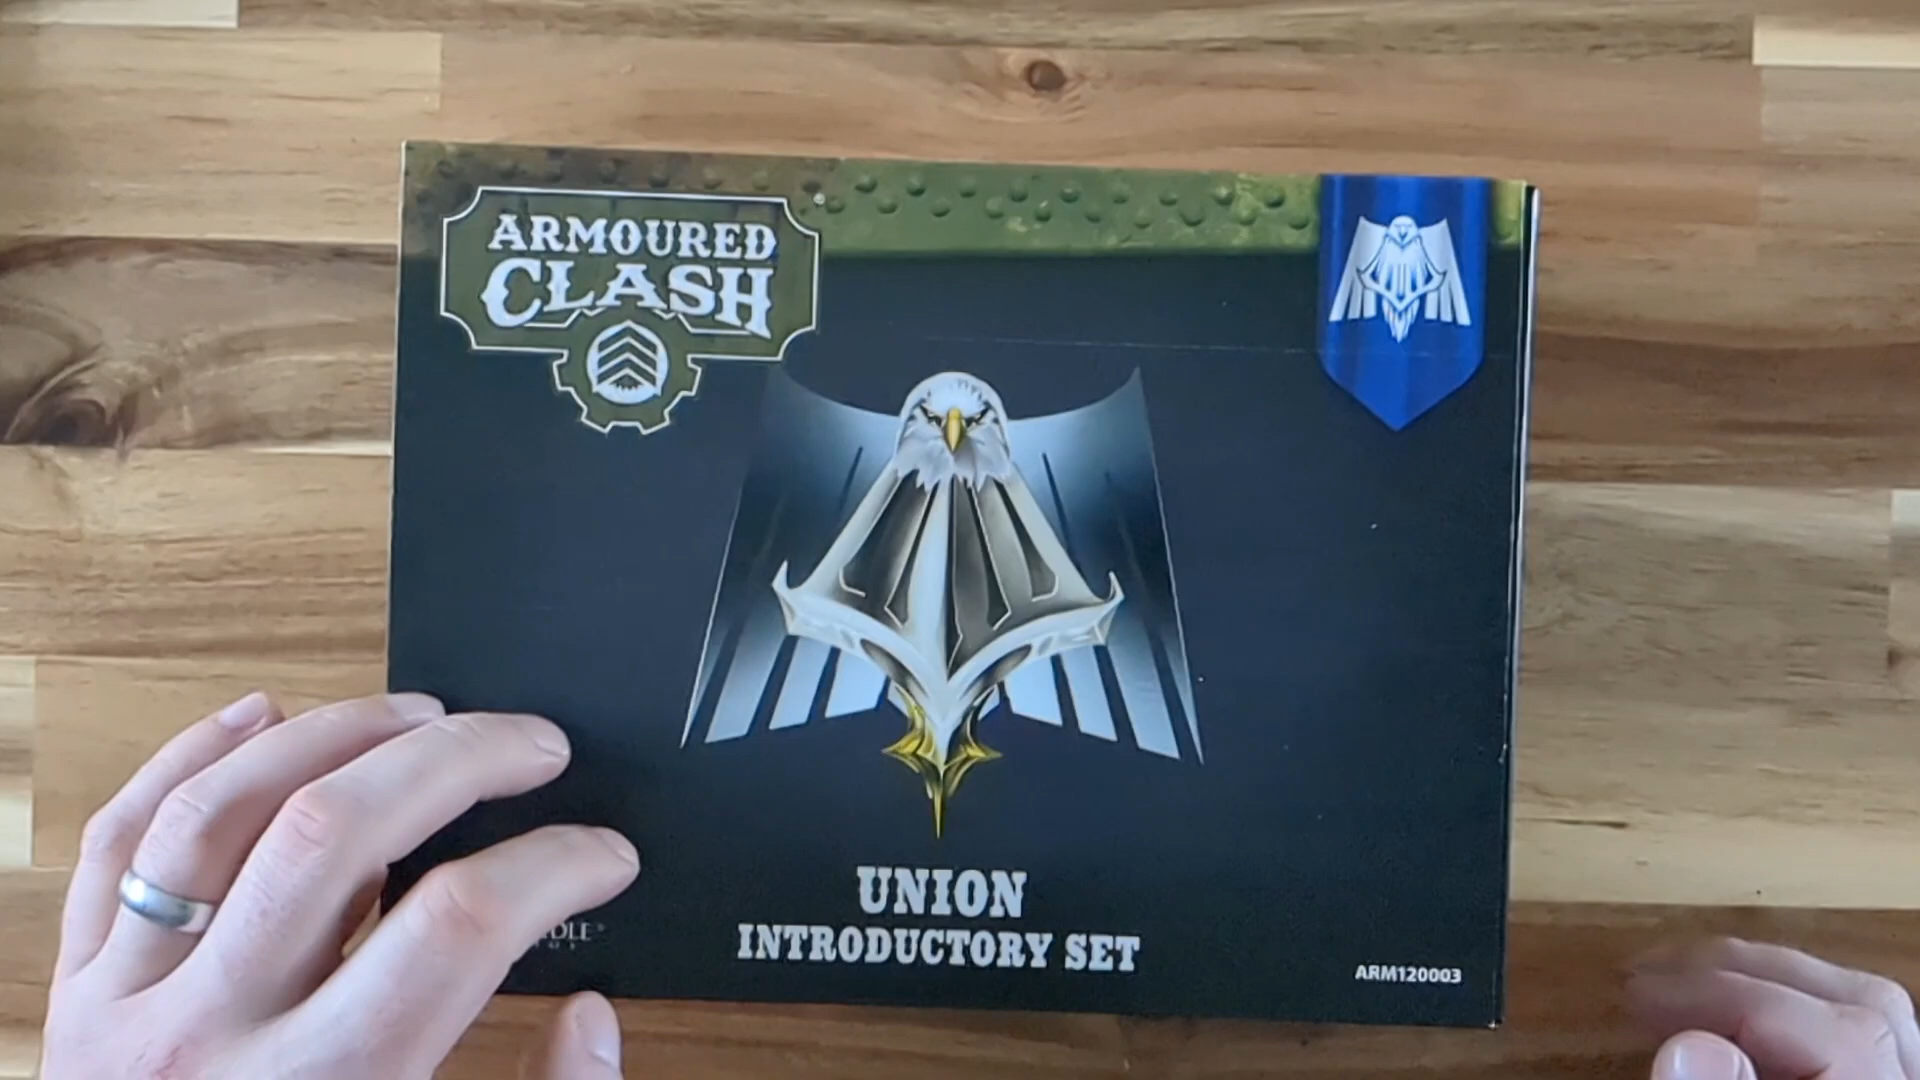 ARMOURED
CLASH
UNION
INTRODUCTORY SET
ARM120003